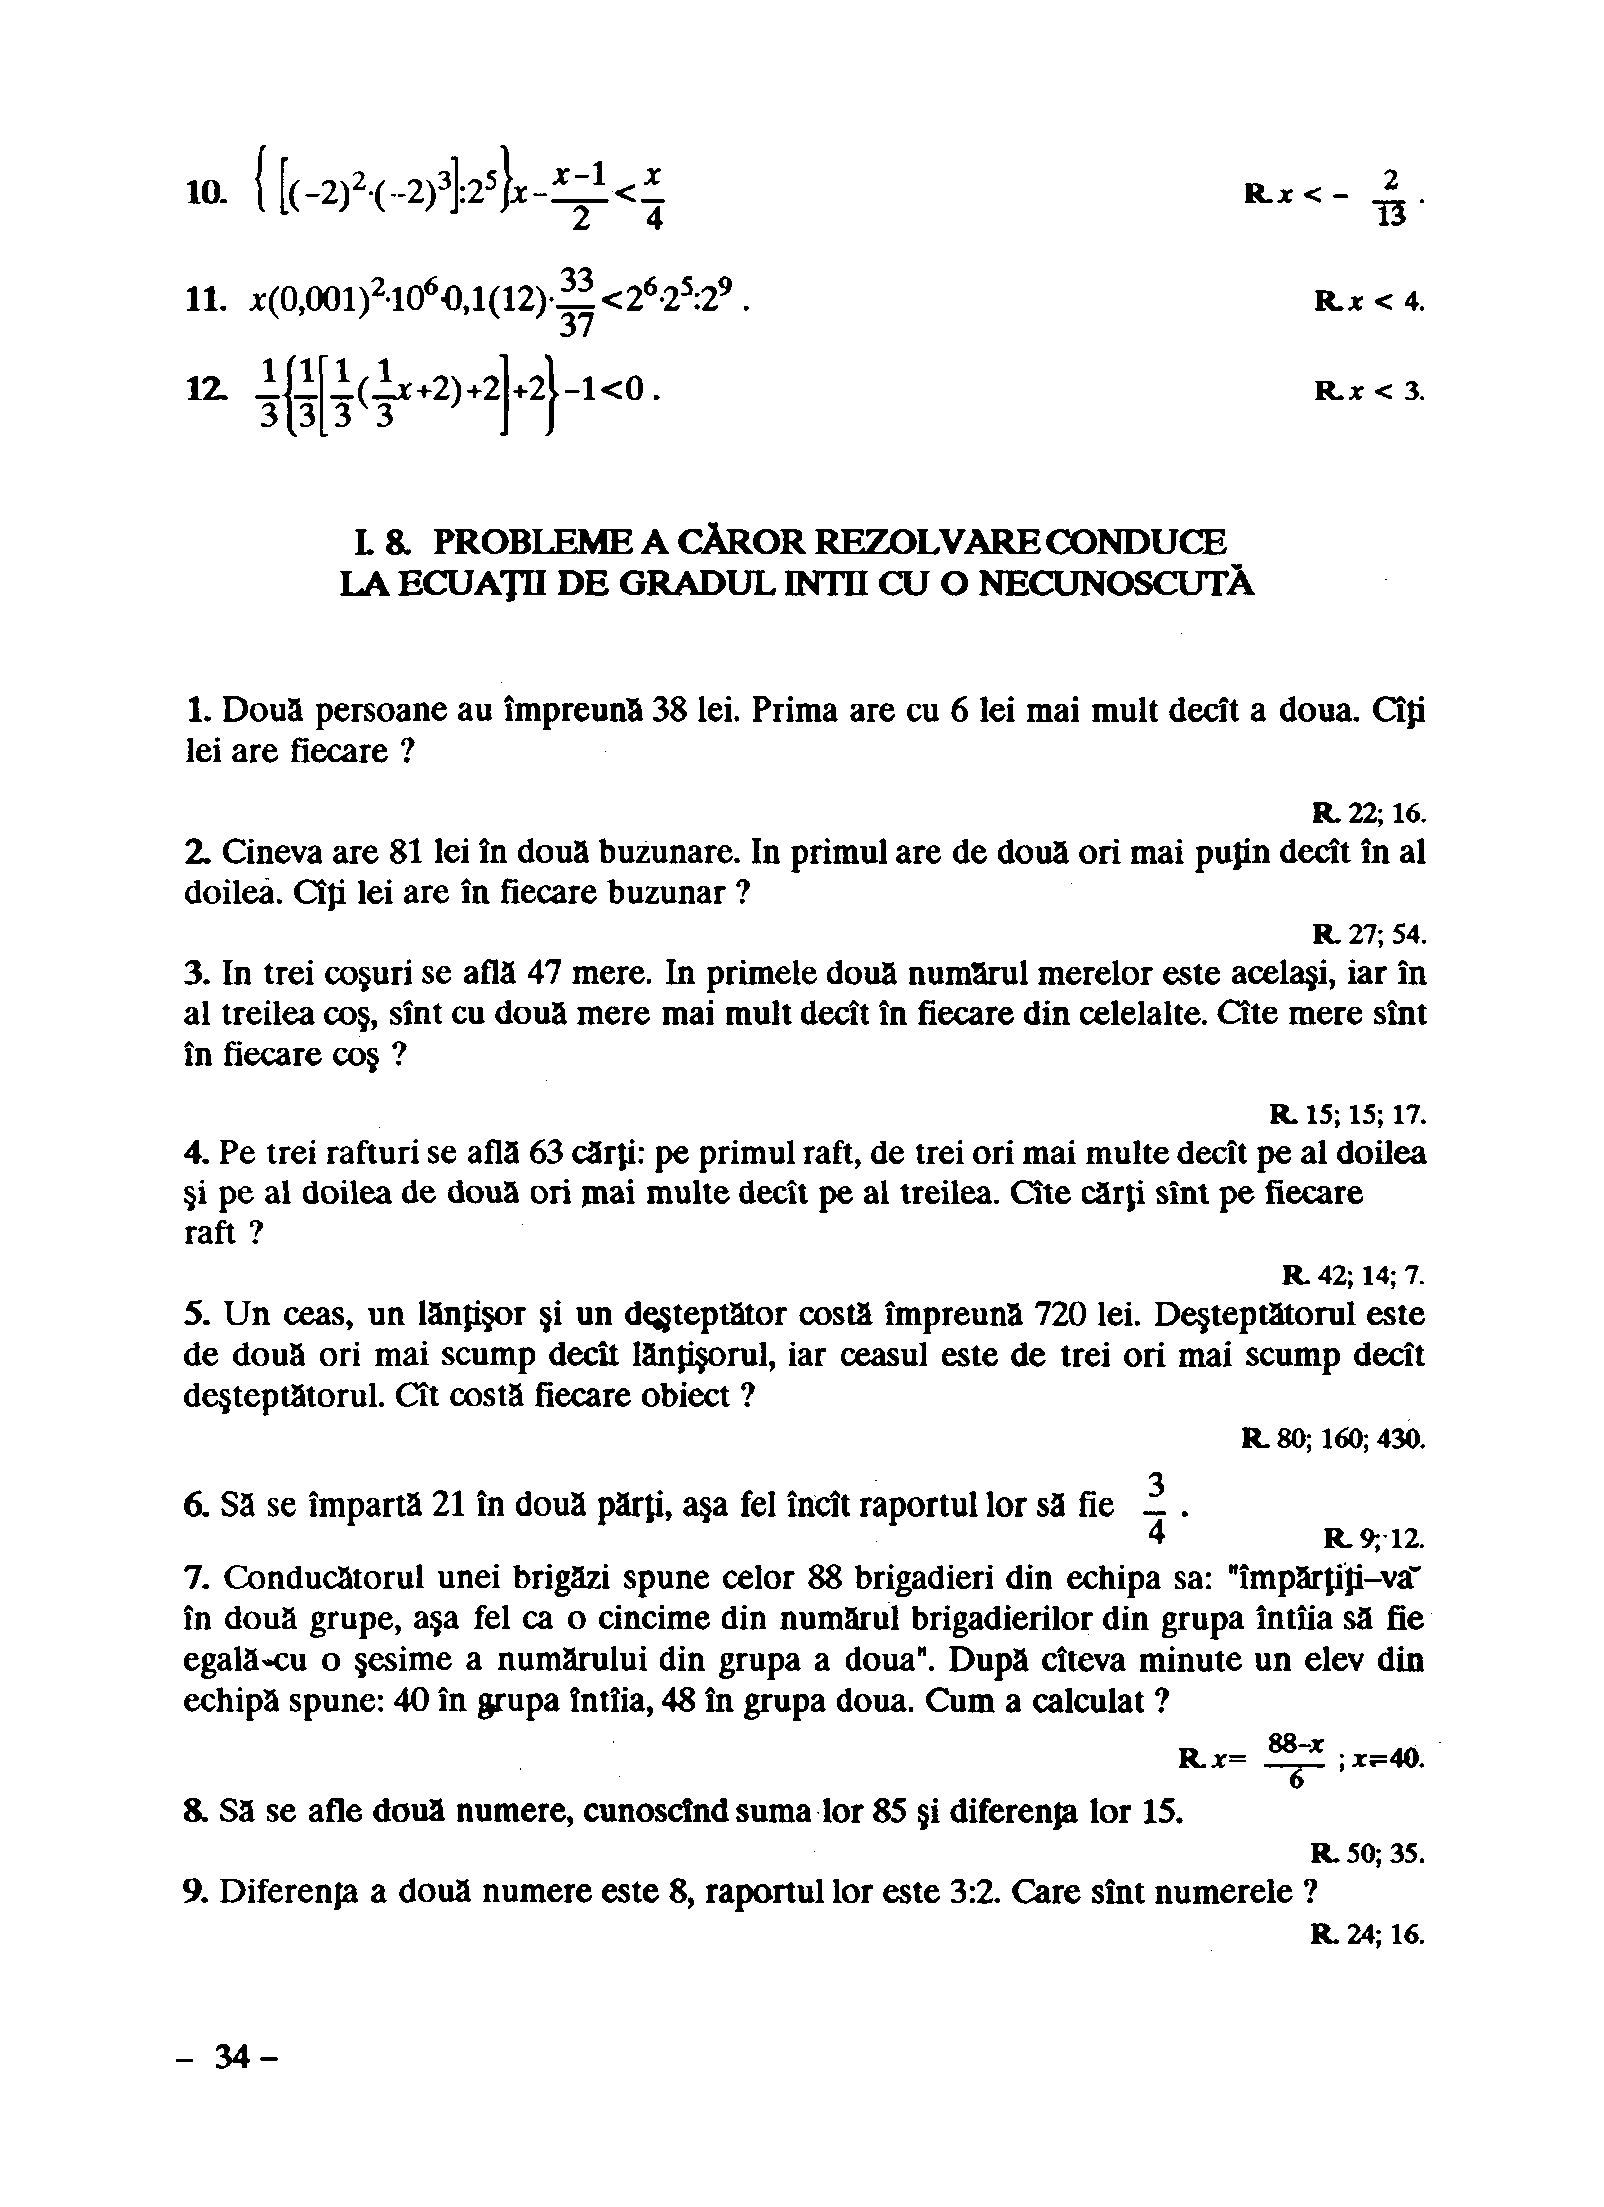 10. { [(-2)²·(-2)³]:2⁵}x - (x-1)/2 < x/4    R. x < - 2/13 .
11. x(0,001)²·10⁶·0,1(12)·33/37 < 2⁶·2⁵:2⁹ .    R. x < 4.
12. 1/3{1/3[1/3(1/3x+2)+2]+2}-1<0 .    R. x < 3.
I. 8. PROBLEME A CĂROR REZOLVARE CONDUCE
LA ECUAŢII DE GRADUL INTII CU O NECUNOSCUTĂ
1. Două persoane au împreună 38 lei. Prima are cu 6 lei mai mult decît a doua. Cîţi
lei are fiecare ?
R. 22; 16.
2. Cineva are 81 lei în două buzunare. In primul are de două ori mai puţin decît în al
doilea. Cîţi lei are în fiecare buzunar ?
R. 27; 54.
3. In trei coşuri se află 47 mere. In primele două numărul merelor este acelaşi, iar în
al treilea coş, sînt cu două mere mai mult decît în fiecare din celelalte. Cîte mere sînt
în fiecare coş ?
R. 15; 15; 17.
4. Pe trei rafturi se află 63 cărţi: pe primul raft, de trei ori mai multe decît pe al doilea
şi pe al doilea de două ori mai multe decît pe al treilea. Cîte cărţi sînt pe fiecare
raft ?
R. 42; 14; 7.
5. Un ceas, un lănţişor şi un deşteptător costă împreună 720 lei. Deşteptătorul este
de două ori mai scump decît lănţişorul, iar ceasul este de trei ori mai scump decît
deşteptătorul. Cît costă fiecare obiect ?
R. 80; 160; 430.
6. Să se împartă 21 în două părţi, aşa fel încît raportul lor să fie 3/4 .
R. 9; 12.
7. Conducătorul unei brigăzi spune celor 88 brigadieri din echipa sa: "împărţiţi-vă
în două grupe, aşa fel ca o cincime din numărul brigadierilor din grupa întîia să fie
egală cu o şesime a numărului din grupa a doua". După cîteva minute un elev din
echipă spune: 40 în grupa întîia, 48 în grupa doua. Cum a calculat ?
R. x= (88-x)/6 ; x=40.
8. Să se afle două numere, cunoscînd suma lor 85 şi diferenţa lor 15.
R. 50; 35.
9. Diferenţa a două numere este 8, raportul lor este 3:2. Care sînt numerele ?
R. 24; 16.
- 34 -